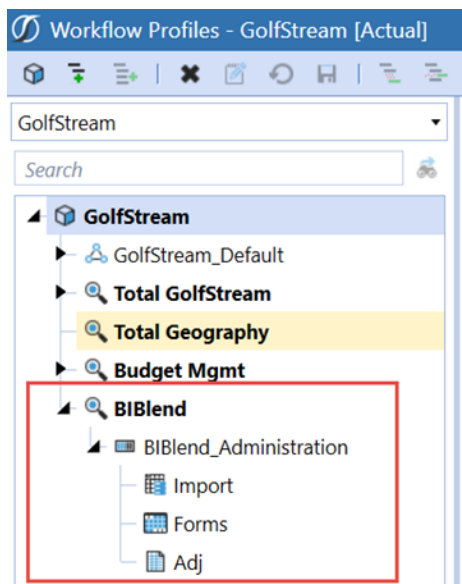 Workflow Profiles - GolfStream [Actual]
GolfStream
Search
GolfStream
GolfStream_Default
Total GolfStream
Total Geography
Budget Mgmt
BIBlend
BIBlend_Administration
Import
Forms
Adj